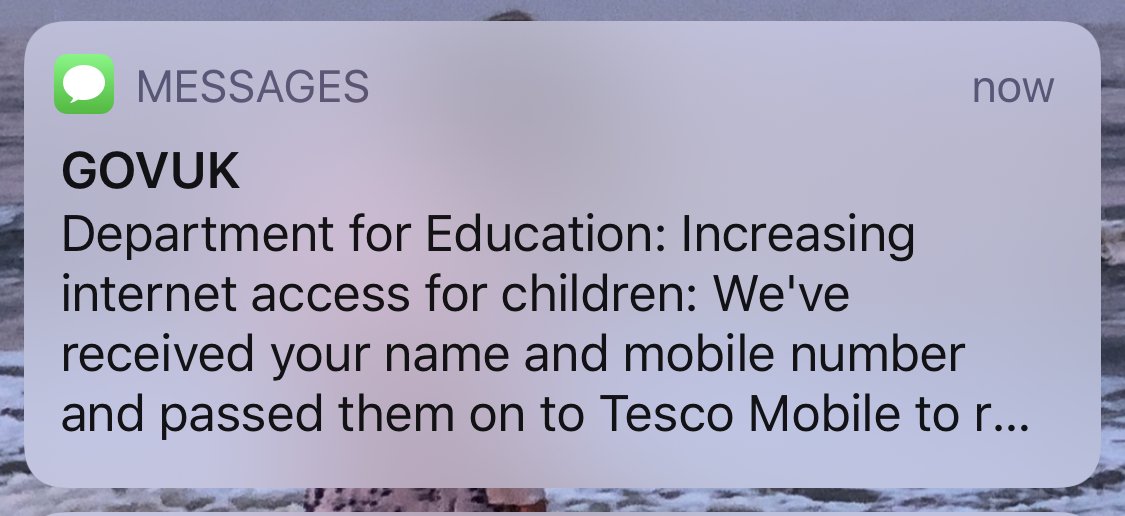 MESSAGES now
GOVUK
Department for Education: Increasing
internet access for children: We've
received your name and mobile number
and passed them on to Tesco Mobile to r...